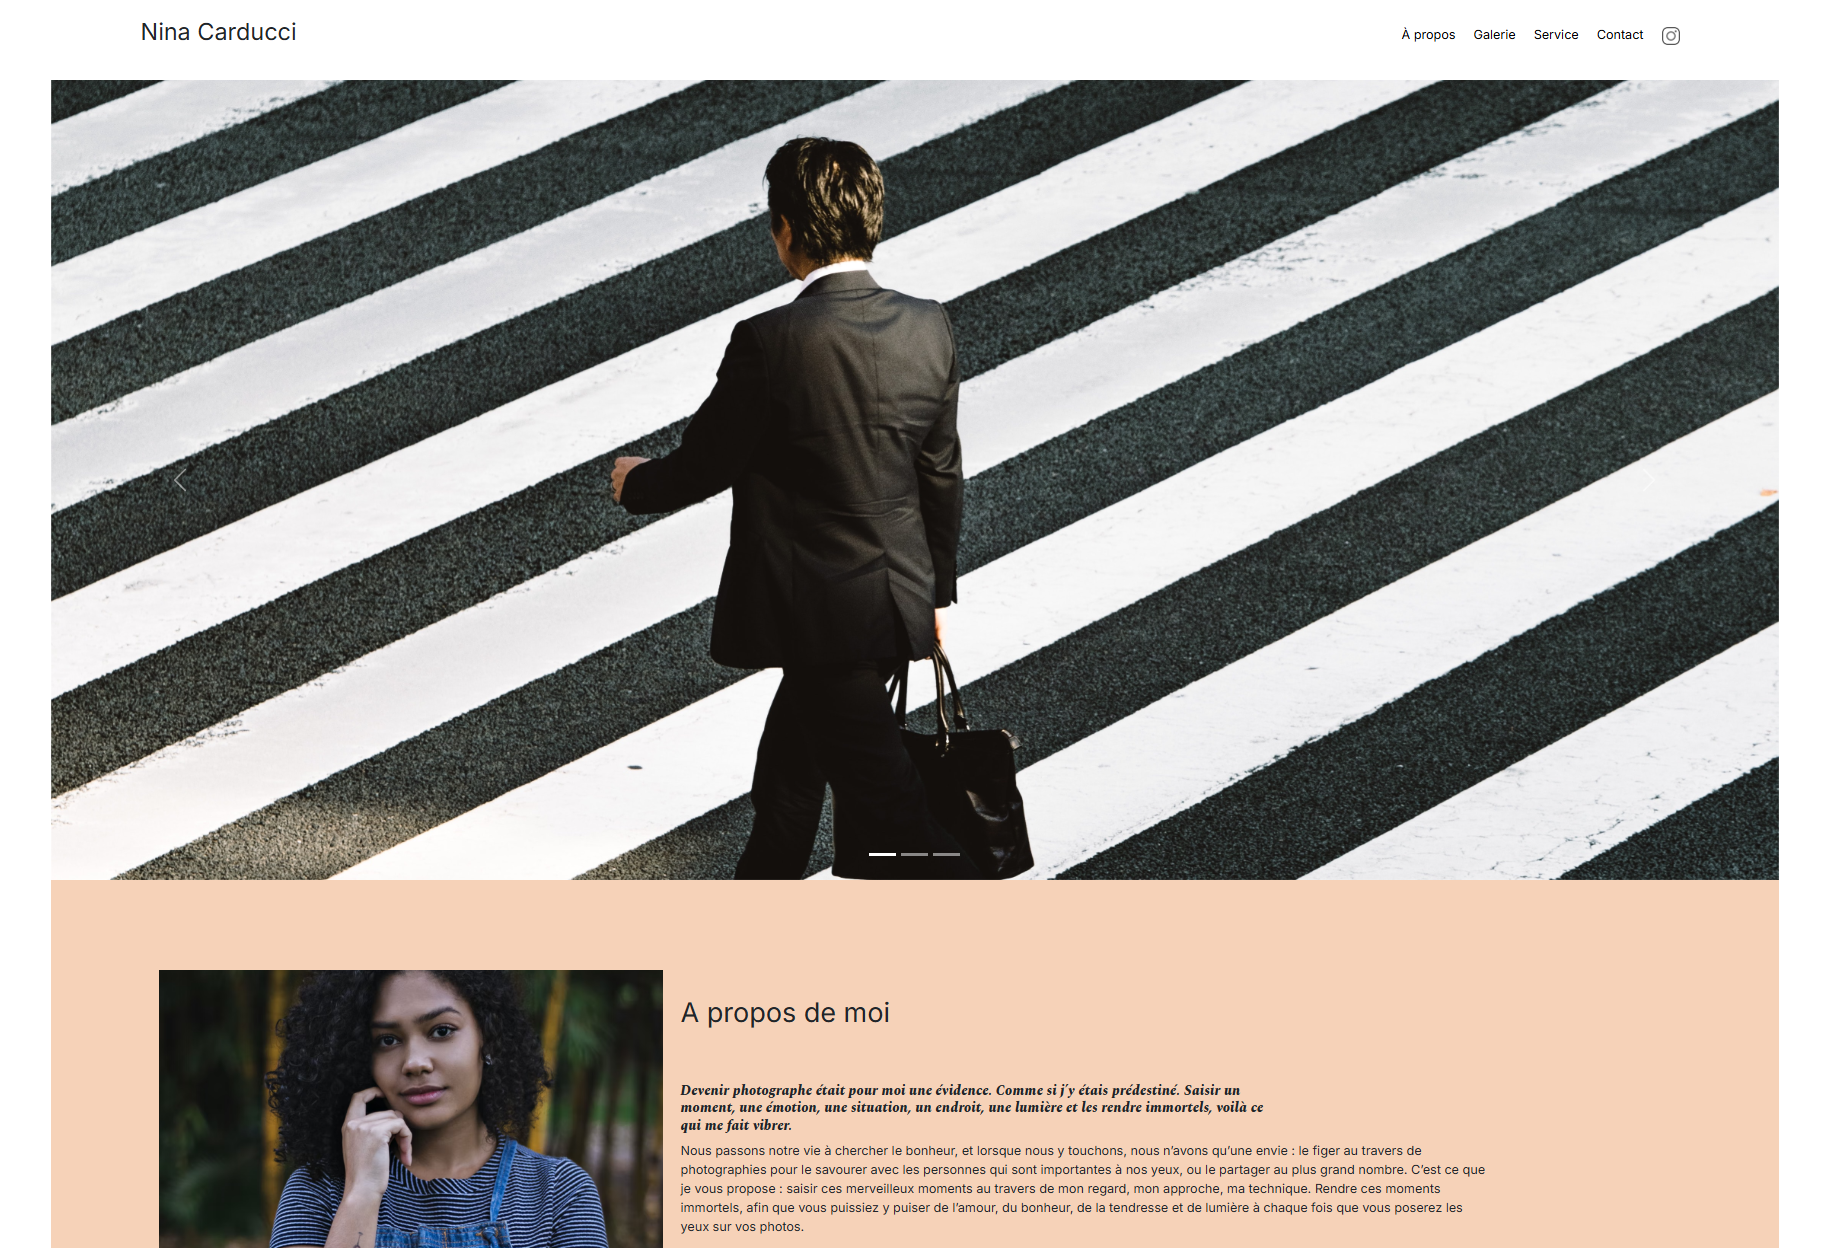 Nina Carducci
À propos Galerie Service Contact
A propos de moi
Devenir photographe était pour moi une évidence. Comme si j'y étais prédestiné. Saisir un
moment, une émotion, une situation, un endroit, une lumière et les rendre immortels, voilà ce
qui me fait vibrer.
Nous passons notre vie à chercher le bonheur, et lorsque nous y touchons, nous n’avons qu’une envie : le figer au travers de
photographies pour le savourer avec les personnes qui sont importantes à nos yeux, ou le partager au plus grand nombre. C’est ce que
je vous propose : saisir ces merveilleux moments au travers de mon regard, mon approche, ma technique. Rendre ces moments
immortels, afin que vous puissiez y puiser de l’amour, du bonheur, de la tendresse et de lumière à chaque fois que vous poserez les
yeux sur vos photos.